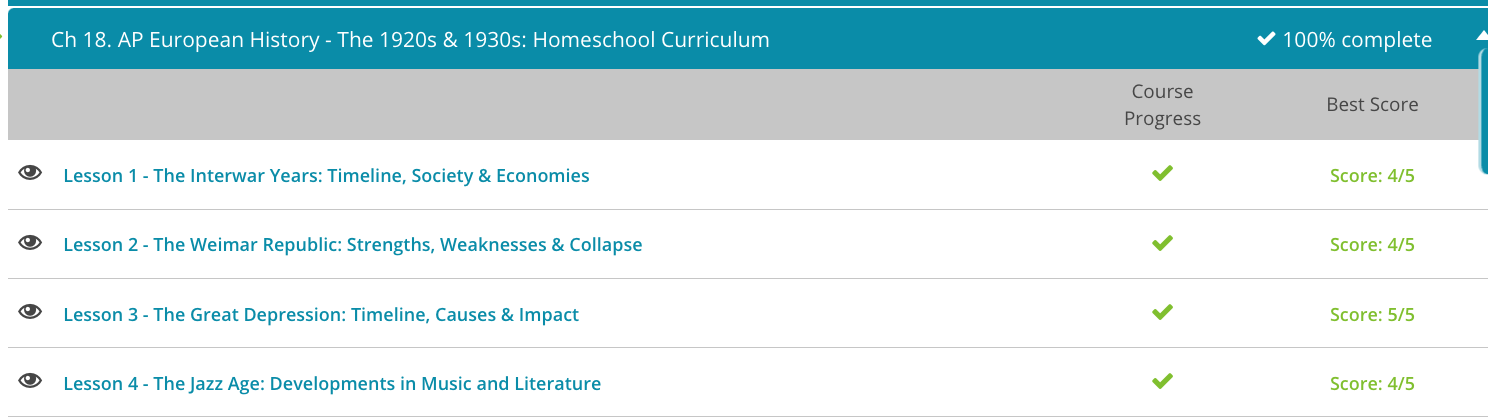 Ch 18. AP European History - The 1920s & 1930s: Homeschool Curriculum 100% complete
Course Progress Best Score
Lesson 1 - The Interwar Years: Timeline, Society & Economies Score: 4/5
Lesson 2 - The Weimar Republic: Strengths, Weaknesses & Collapse Score: 4/5
Lesson 3 - The Great Depression: Timeline, Causes & Impact Score: 5/5
Lesson 4 - The Jazz Age: Developments in Music and Literature Score: 4/5